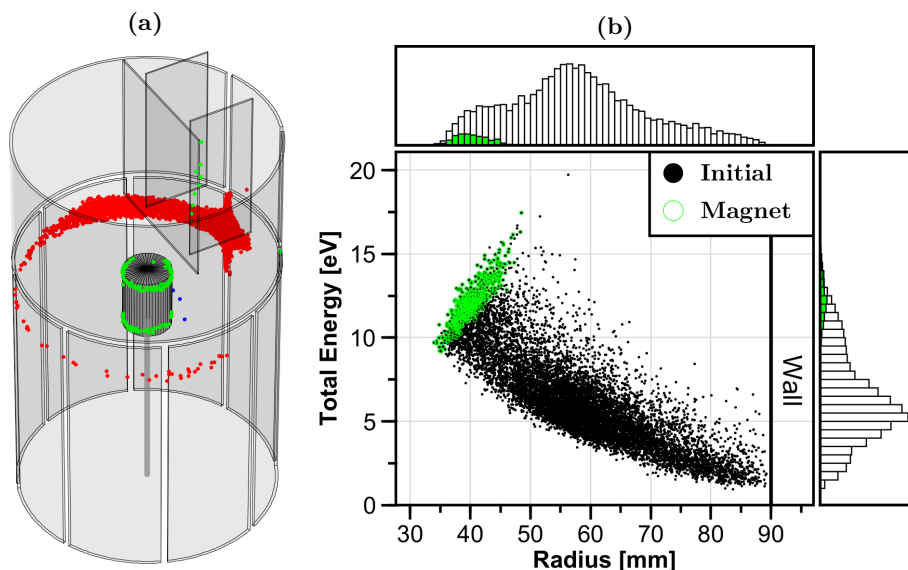 (a)
(b)
Initial
Magnet
Total Energy [eV]
20
15
10
5
0
Wall
30 40 50 60 70 80 90
Radius [mm]